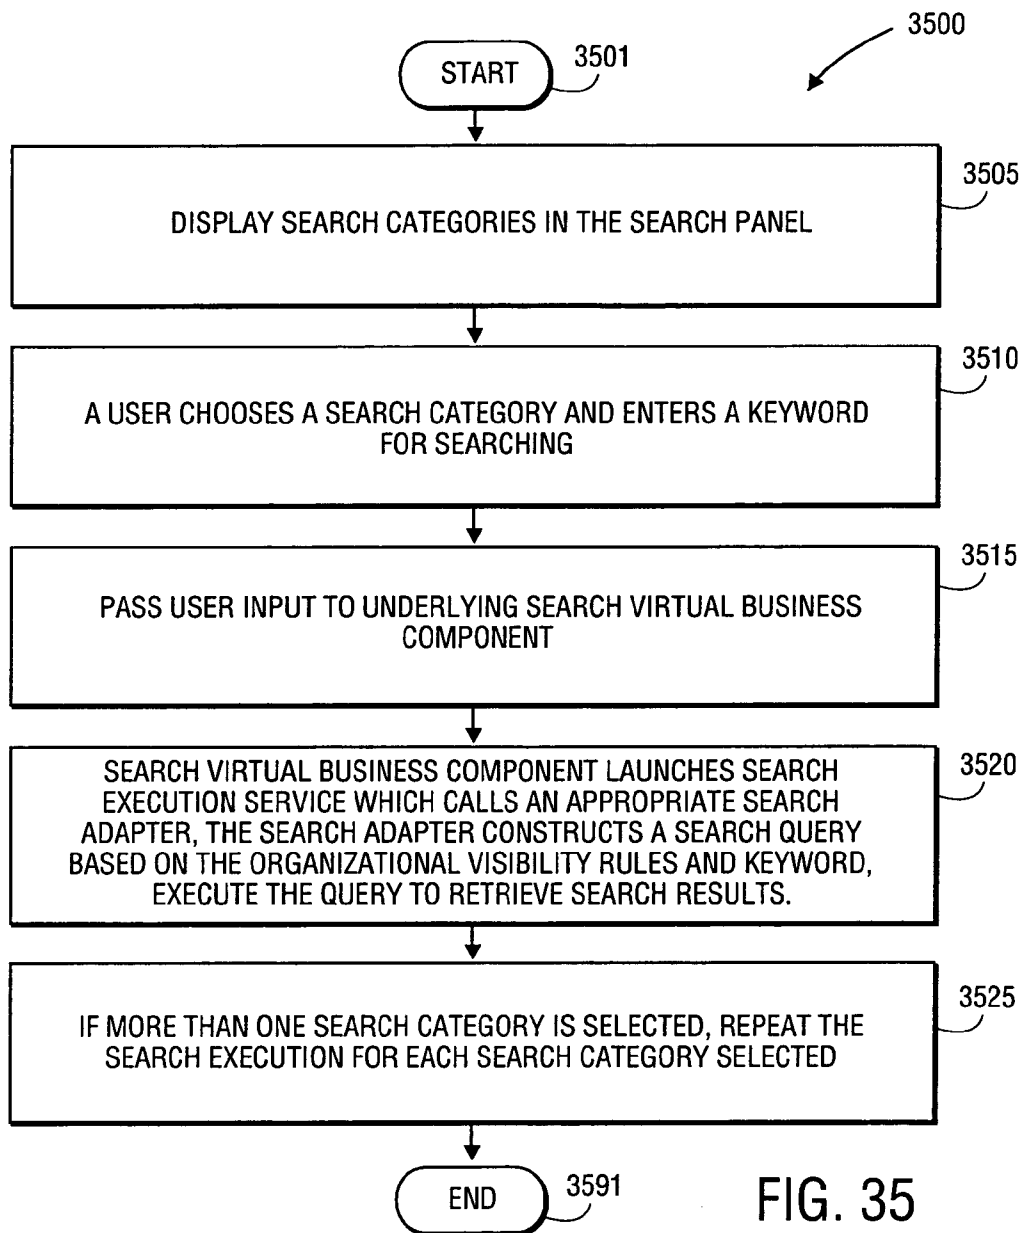 3500
START
3501
3505
DISPLAY SEARCH CATEGORIES IN THE SEARCH PANEL
3510
A USER CHOOSES A SEARCH CATEGORY AND ENTERS A KEYWORD
FOR SEARCHING
3515
PASS USER INPUT TO UNDERLYING SEARCH VIRTUAL BUSINESS
COMPONENT
3520
SEARCH VIRTUAL BUSINESS COMPONENT LAUNCHES SEARCH
EXECUTION SERVICE WHICH CALLS AN APPROPRIATE SEARCH
ADAPTER, THE SEARCH ADAPTER CONSTRUCTS A SEARCH QUERY
BASED ON THE ORGANIZATIONAL VISIBILITY RULES AND KEYWORD,
EXECUTE THE QUERY TO RETRIEVE SEARCH RESULTS.
3525
IF MORE THAN ONE SEARCH CATEGORY IS SELECTED, REPEAT THE
SEARCH EXECUTION FOR EACH SEARCH CATEGORY SELECTED
END
3591
FIG. 35